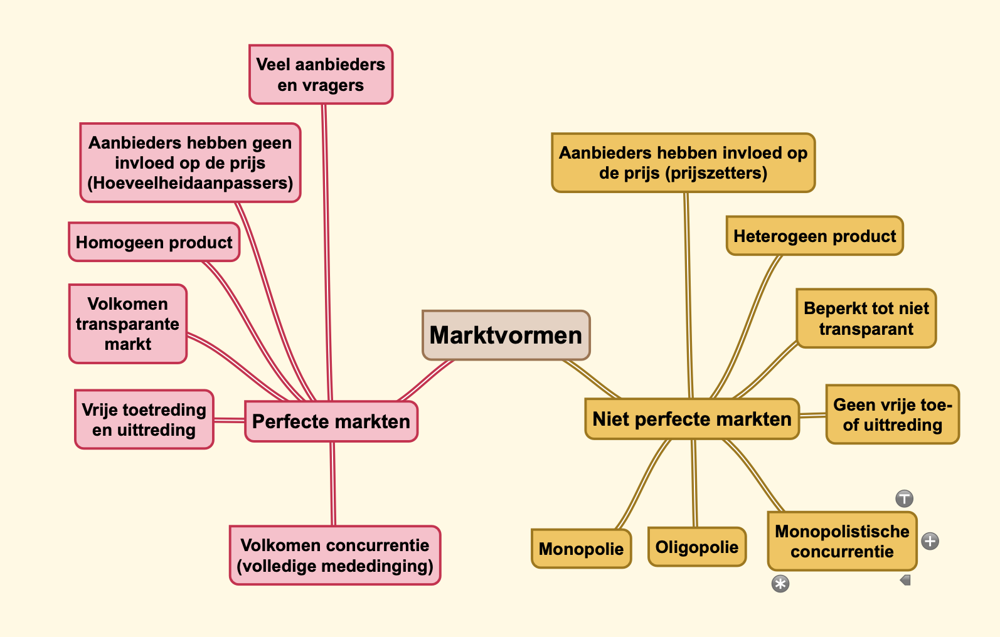 Veel aanbieders
en vragers
Aanbieders hebben geen
invloed op de prijs
(Hoeveelheidaanpassers)
Homogeen product
Volkomen
transparante
markt
Vrije toetreding
en uittreding
Perfecte markten
Volkomen concurrentie
(volledige mededinging)
Marktvormen
Aanbieders hebben invloed op
de prijs (prijszetters)
Heterogeen product
Beperkt tot niet
transparant
Geen vrije toe-
of uittreding
Niet perfecte markten
Monopolie
Oligopolie
Monopolistische
concurrentie